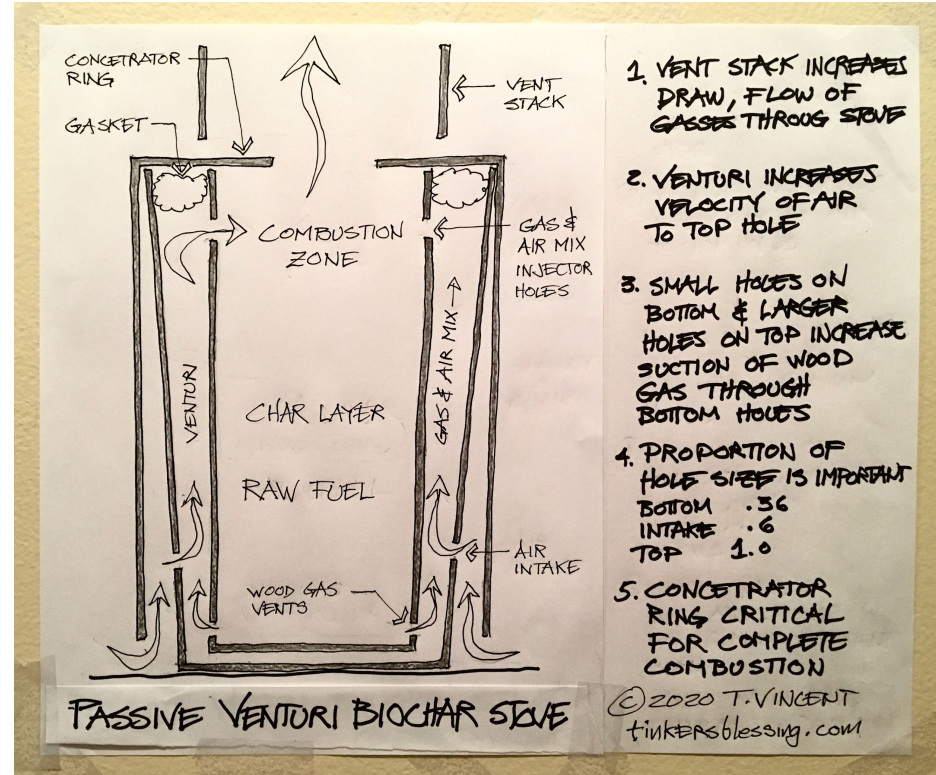 CONCETRATOR
RING
GASKET
VENT
STACK
COMBUSTION
ZONE
GAS &
AIR MIX
INJECTOR
HOLES
VENTURI
GAS & AIR MIX
CHAR LAYER
RAW FUEL
AIR
INTAKE
WOOD GAS
VENTS
PASSIVE VENTURI BIOCHAR STOVE
1. VENT STACK INCREASES
DRAW, FLOW OF
GASSES THROUG STOVE
2. VENTURI INCREASES
VELOCITY OF AIR
TO TOP HOLE
3. SMALL HOLES ON
BOTTOM & LARGER
HOLES ON TOP INCREASE
SUCTION OF WOOD
GAS THROUGH
BOTTOM HOLES
4. PROPORTION OF
HOLE SIZE IS IMPORTANT
BOTTOM .36
INTAKE .6
TOP 1.0
5. CONCETRATOR
RING CRITICAL
FOR COMPLETE
COMBUSTION
© 2020 T. VINCENT
tinkersblessing.com